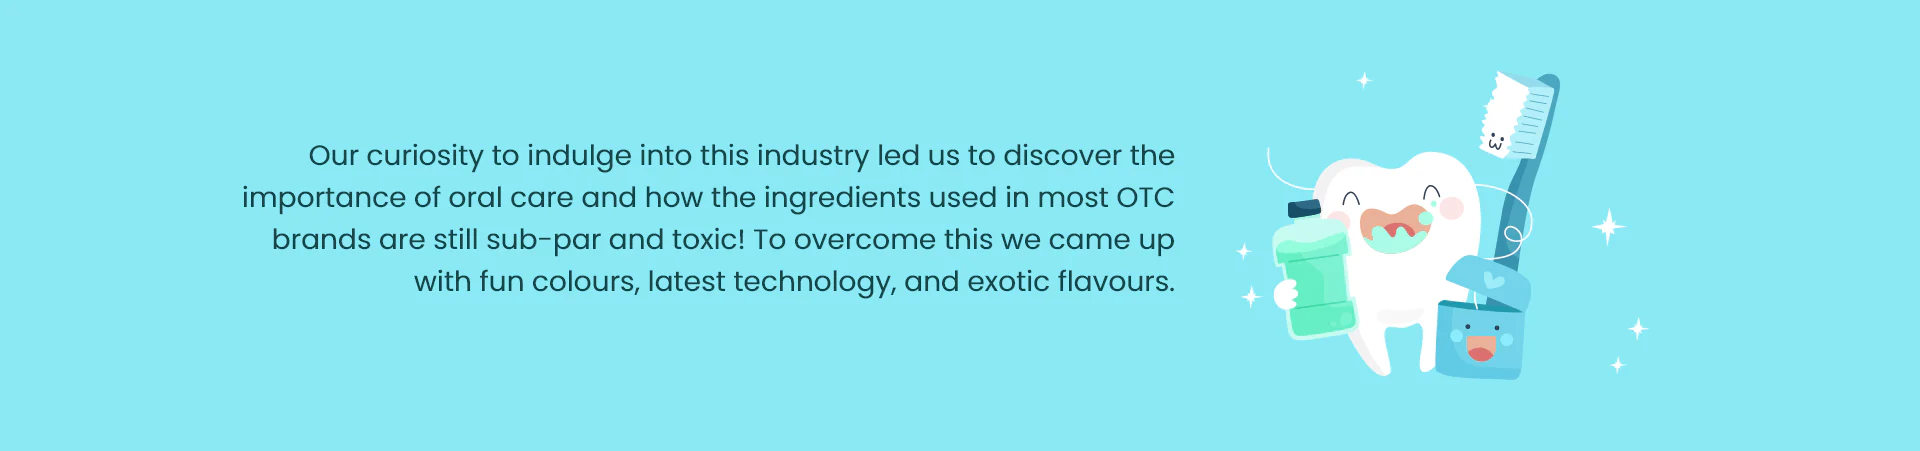 Our curiosity to indulge into this industry led us to discover the
importance of oral care and how the ingredients used in most OTC
brands are still sub-par and toxic! To overcome this we came up
with fun colours, latest technology, and exotic flavours.